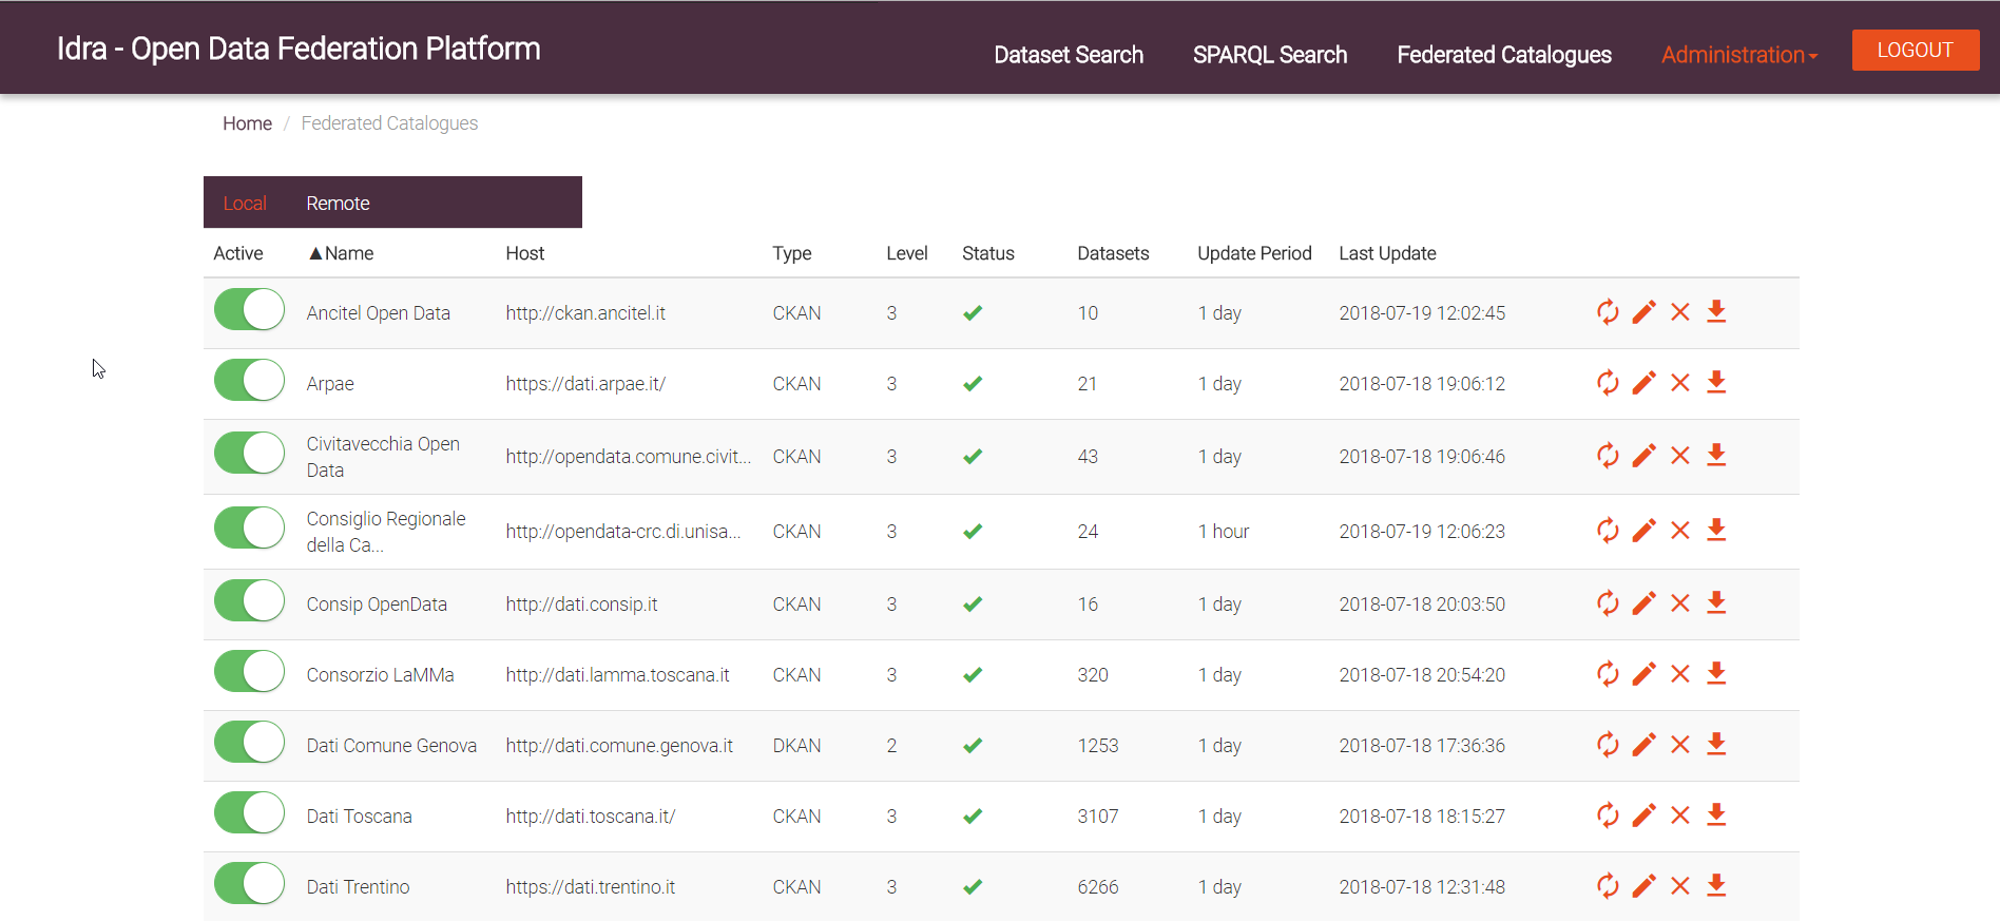 Idra - Open Data Federation Platform
Dataset Search
SPARQL Search
Federated Catalogues
Administration
LOGOUT
Home / Federated Catalogues
Local Remote
Active ▲Name Host Type Level Status Datasets Update Period Last Update
Ancitel Open Data http://ckan.ancitel.it CKAN 3 10 1 day 2018-07-19 12:02:45
Arpae https://dati.arpae.it/ CKAN 3 21 1 day 2018-07-18 19:06:12
Civitavecchia Open
Data
http://opendata.comune.civit... CKAN 3 43 1 day 2018-07-18 19:06:46
Consiglio Regionale
della Ca...
http://opendata-crc.di.unisa... CKAN 3 24 1 hour 2018-07-19 12:06:23
Consip OpenData http://dati.consip.it CKAN 3 16 1 day 2018-07-18 20:03:50
Consorzio LaMMa http://dati.lamma.toscana.it CKAN 3 320 1 day 2018-07-18 20:54:20
Dati Comune Genova http://dati.comune.genova.it DKAN 2 1253 1 day 2018-07-18 17:36:36
Dati Toscana http://dati.toscana.it/ CKAN 3 3107 1 day 2018-07-18 18:15:27
Dati Trentino https://dati.trentino.it CKAN 3 6266 1 day 2018-07-18 12:31:48